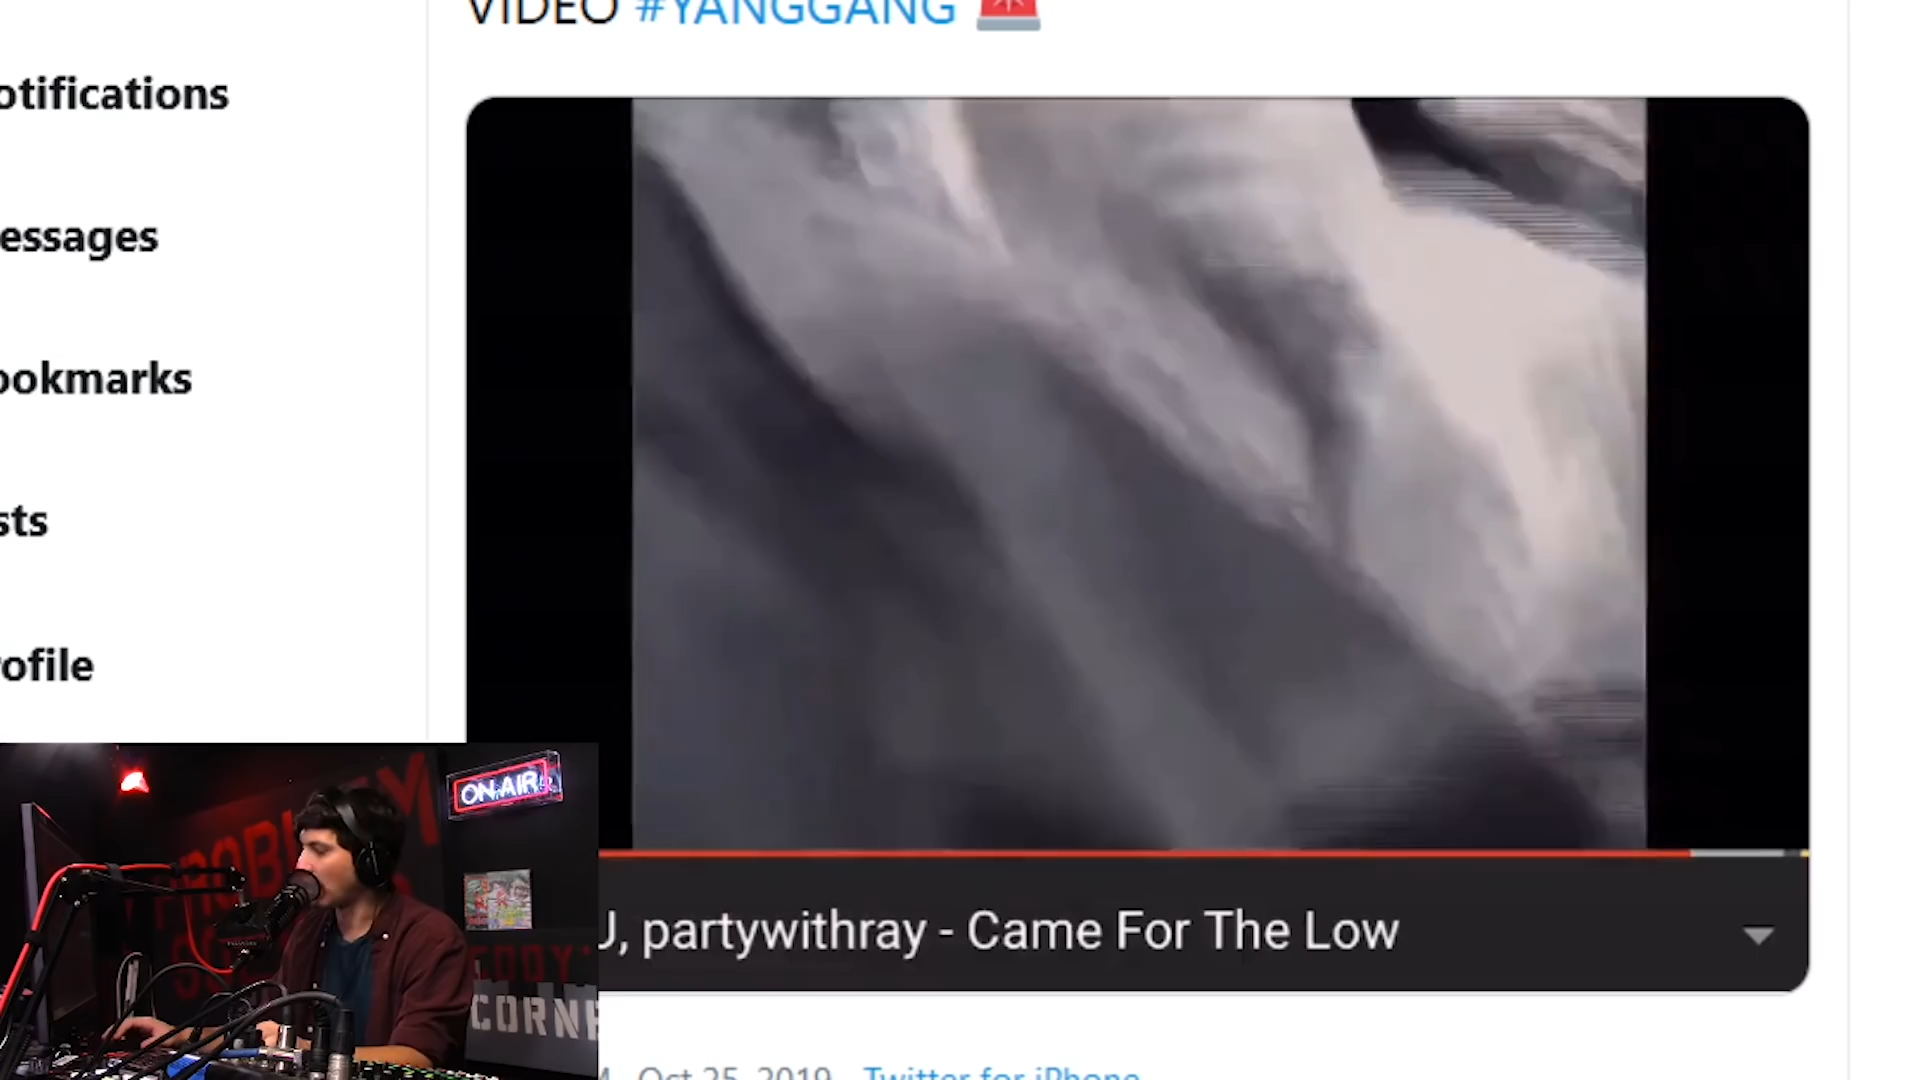 VIDEO #YANGGANG
otifications
essages
ookmarks
sts
rofile
ON AIR
CORN
J, partywithray - Came For The Low
Oct 25, 2019 Twitter for iPhone